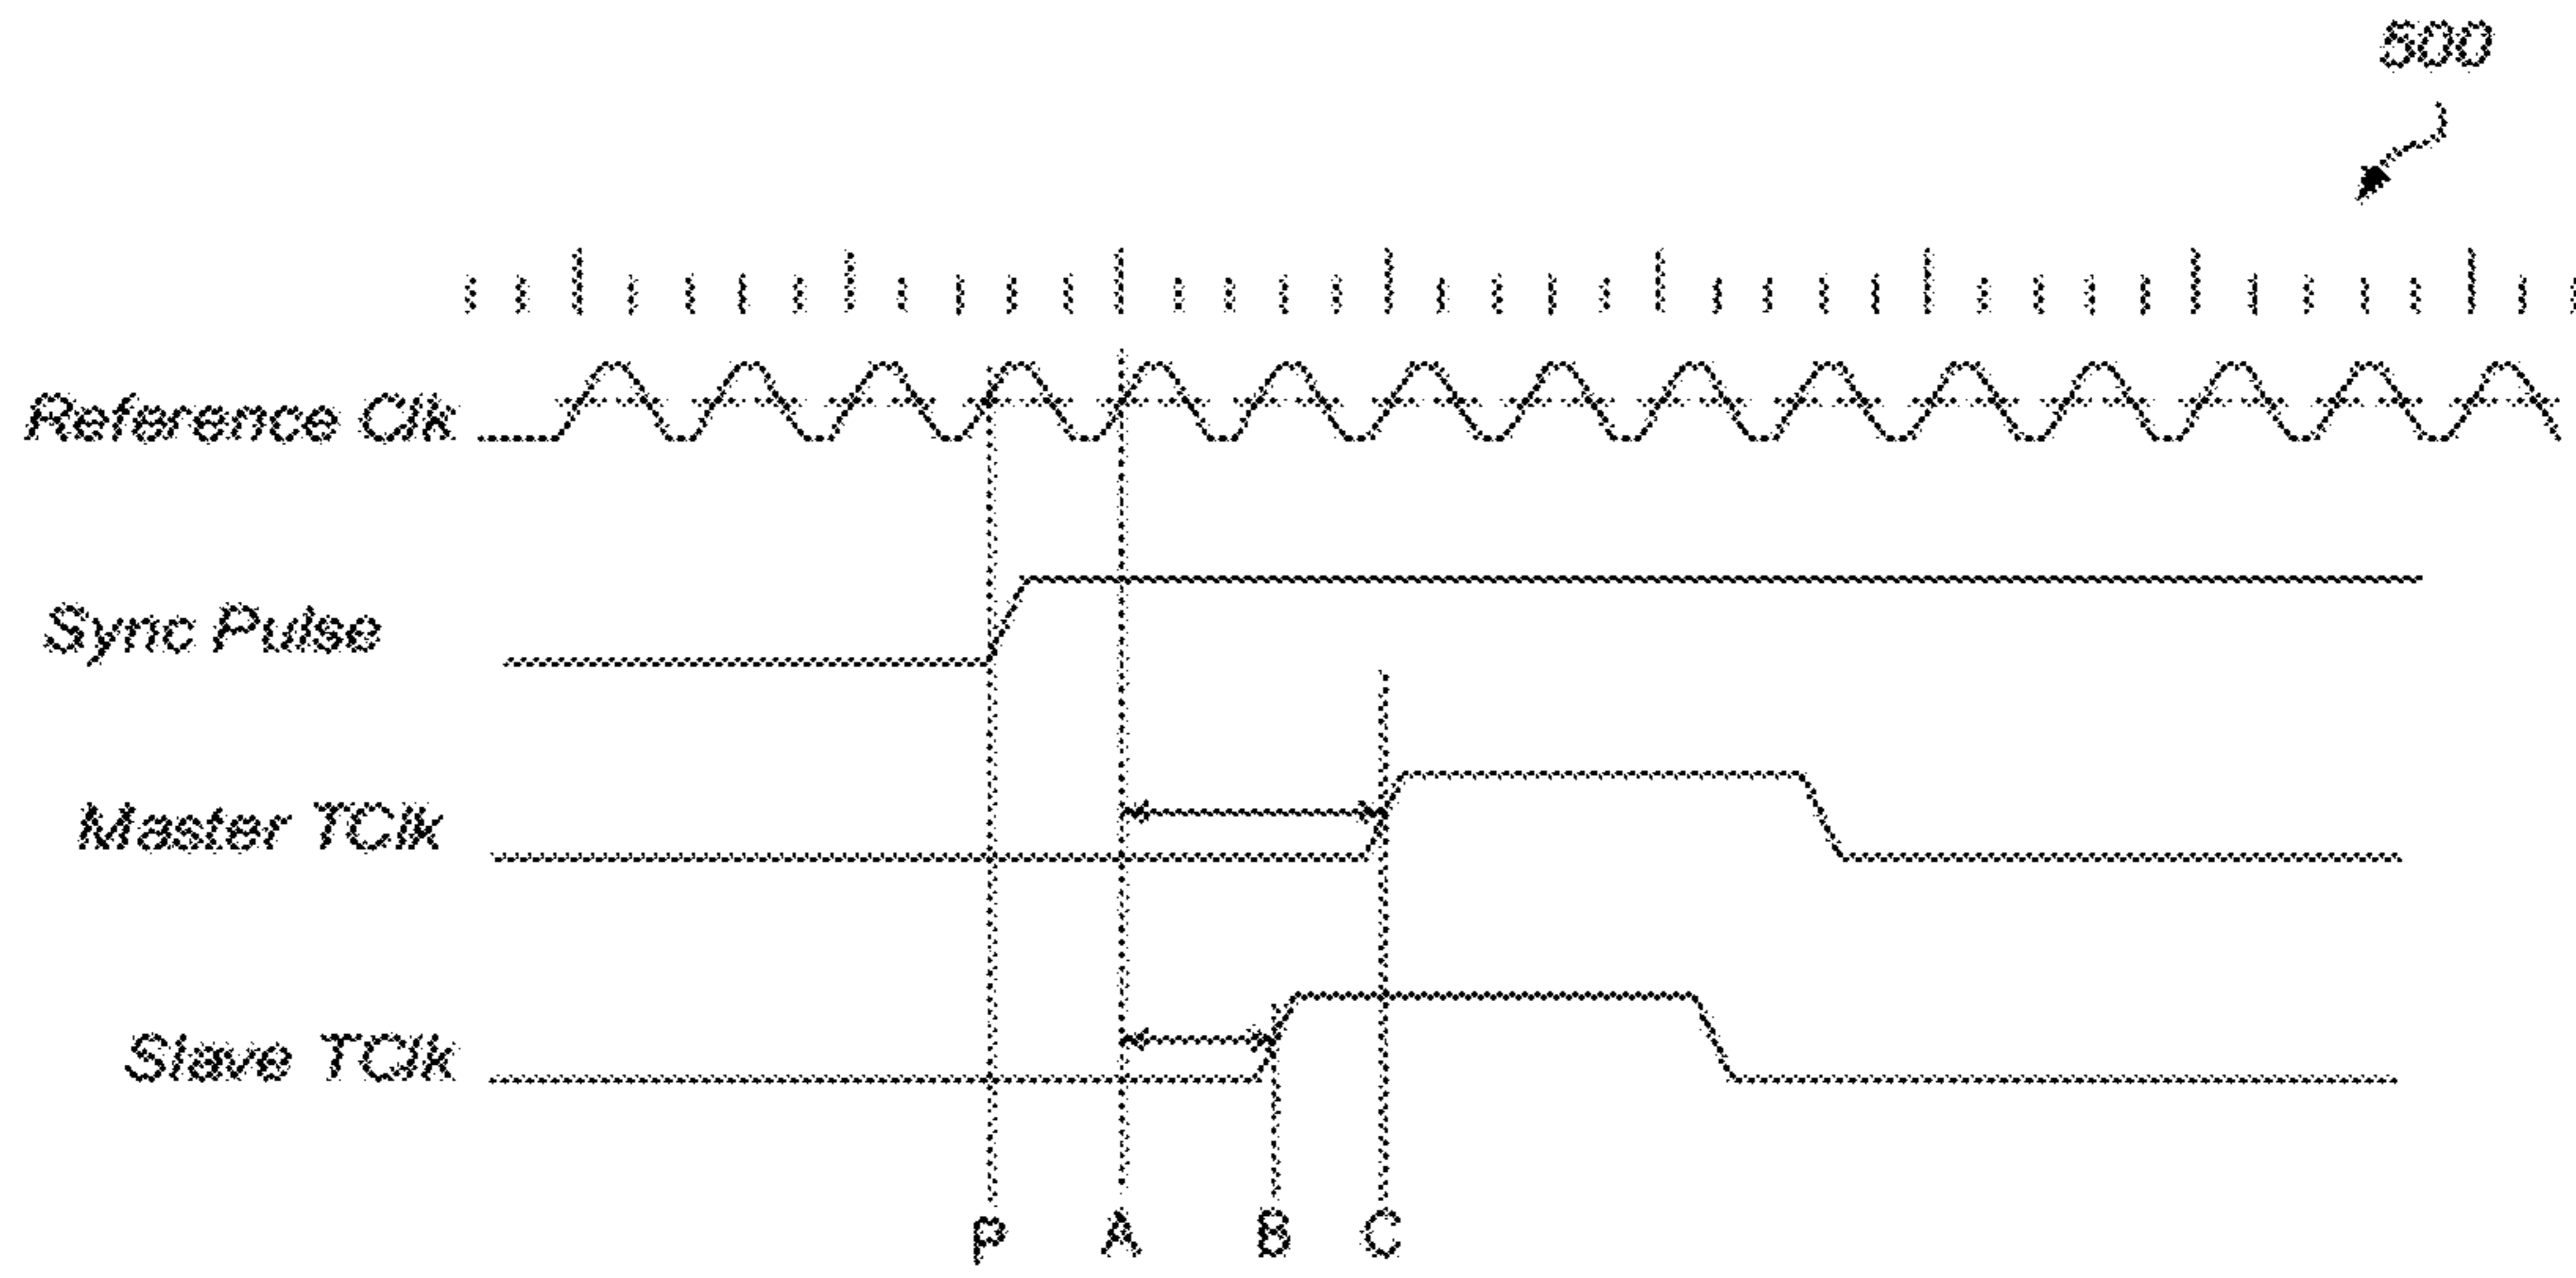 500
Reference Clk
Sync Pulse
Master TClk
Slave TClk
P A B C